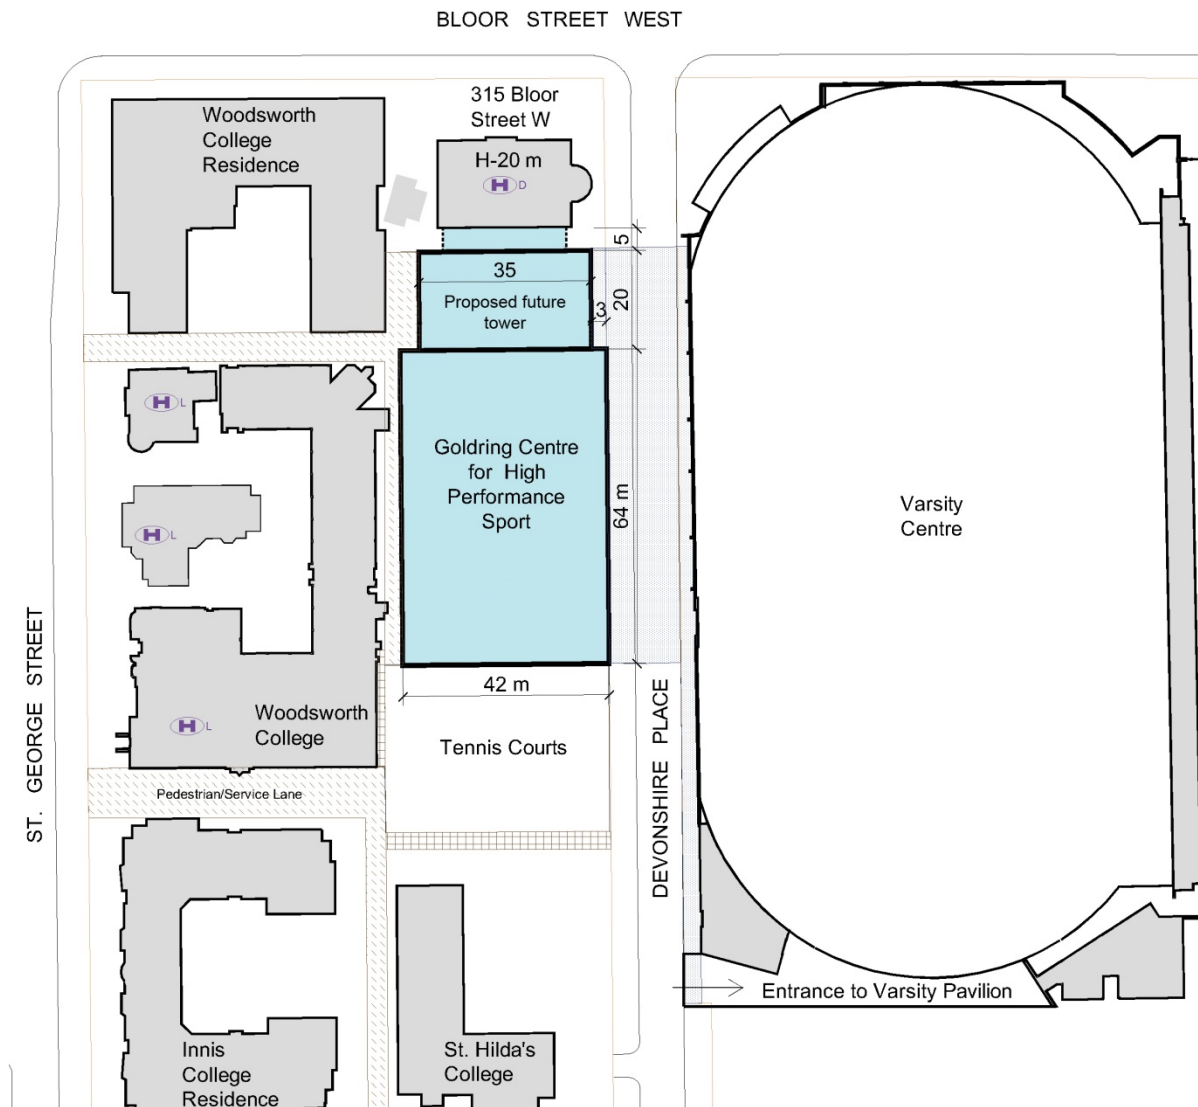 BLOOR STREET WEST
315 Bloor
Street W
Woodsworth
College
Residence
H-20 m
H D
5
35
20
Proposed future
tower
3
H L
Goldring Centre
for High
Performance
Sport
64 m
Varsity
Centre
H L
ST. GEORGE STREET
42 m
DEVONSHIRE PLACE
Woodsworth
College
H L
Tennis Courts
Pedestrian/Service Lane
Entrance to Varsity Pavilion
Innis
College
Residence
St. Hilda's
College